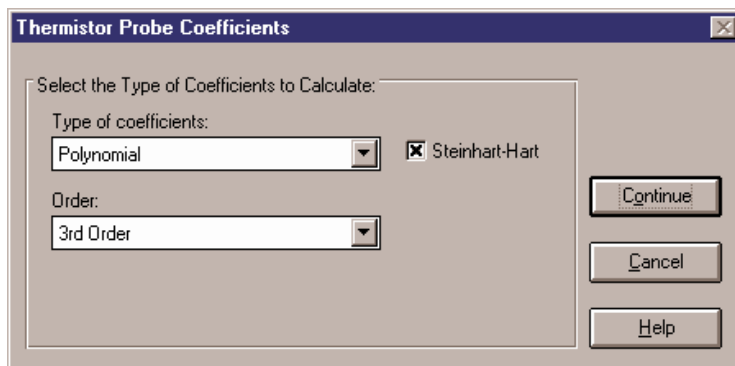 Thermistor Probe Coefficients
Select the Type of Coefficients to Calculate:
Type of coefficients:
Polynomial
Steinhart-Hart
Order:
3rd Order
Continue
Cancel
Help